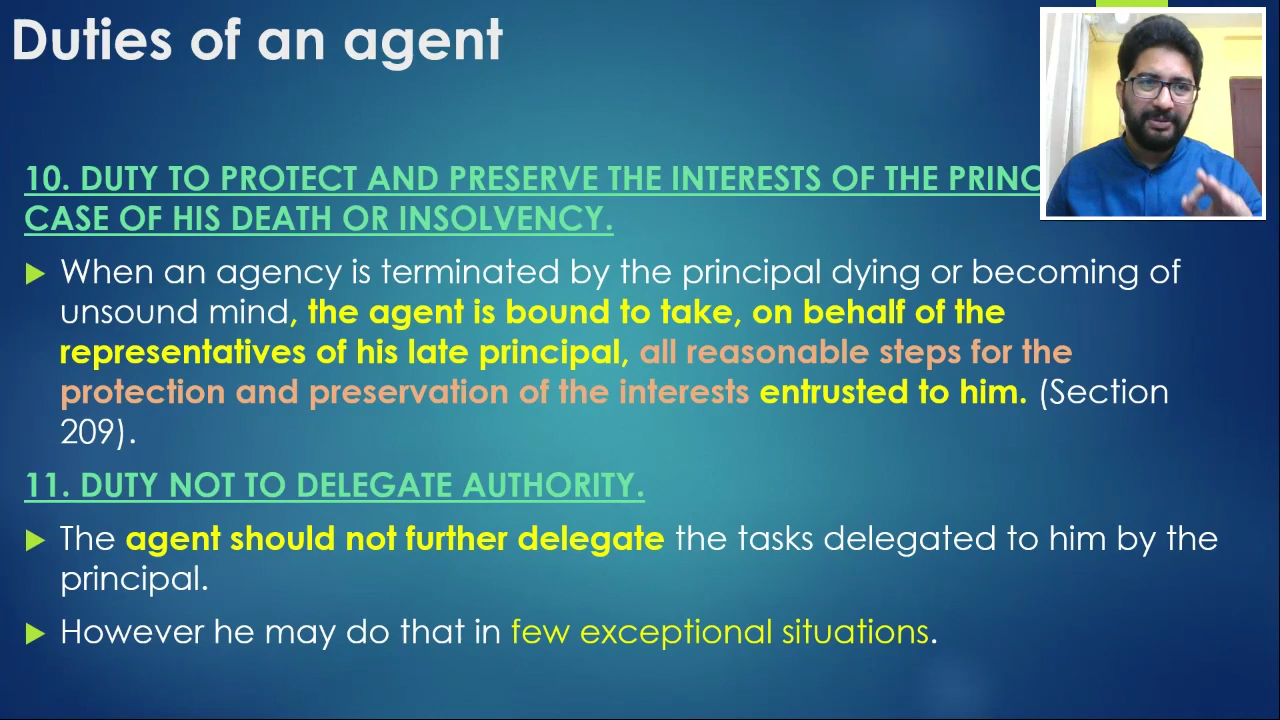 Duties of an agent
10. DUTY TO PROTECT AND PRESERVE THE INTERESTS OF THE PRINC
CASE OF HIS DEATH OR INSOLVENCY.
When an agency is terminated by the principal dying or becoming of
unsound mind, the agent is bound to take, on behalf of the
representatives of his late principal, all reasonable steps for the
protection and preservation of the interests entrusted to him. (Section
209).
11. DUTY NOT TO DELEGATE AUTHORITY.
The agent should not further delegate the tasks delegated to him by the
principal.
However he may do that in few exceptional situations.